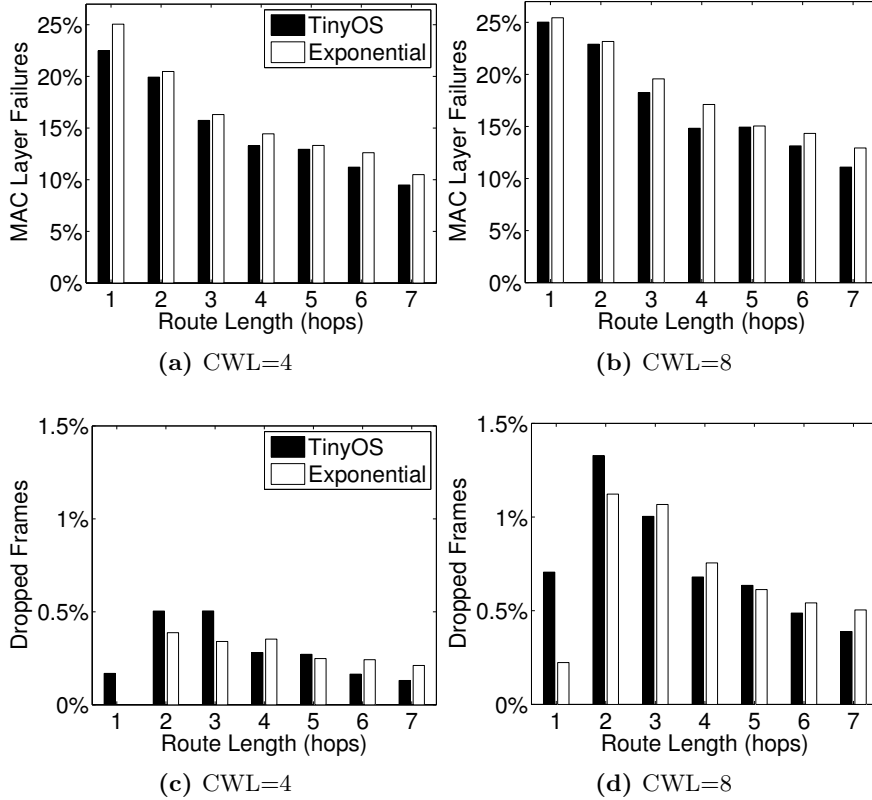 MAC Layer Failures
25%
20%
15%
10%
5%
0%
TinyOS
Exponential
1 2 3 4 5 6 7
Route Length (hops)
(a) CWL=4
MAC Layer Failures
25%
20%
15%
10%
5%
0%
1 2 3 4 5 6 7
Route Length (hops)
(b) CWL=8
Dropped Frames
1.5%
1%
0.5%
0%
TinyOS
Exponential
1 2 3 4 5 6 7
Route Length (hops)
(c) CWL=4
Dropped Frames
1.5%
1%
0.5%
0%
1 2 3 4 5 6 7
Route Length (hops)
(d) CWL=8